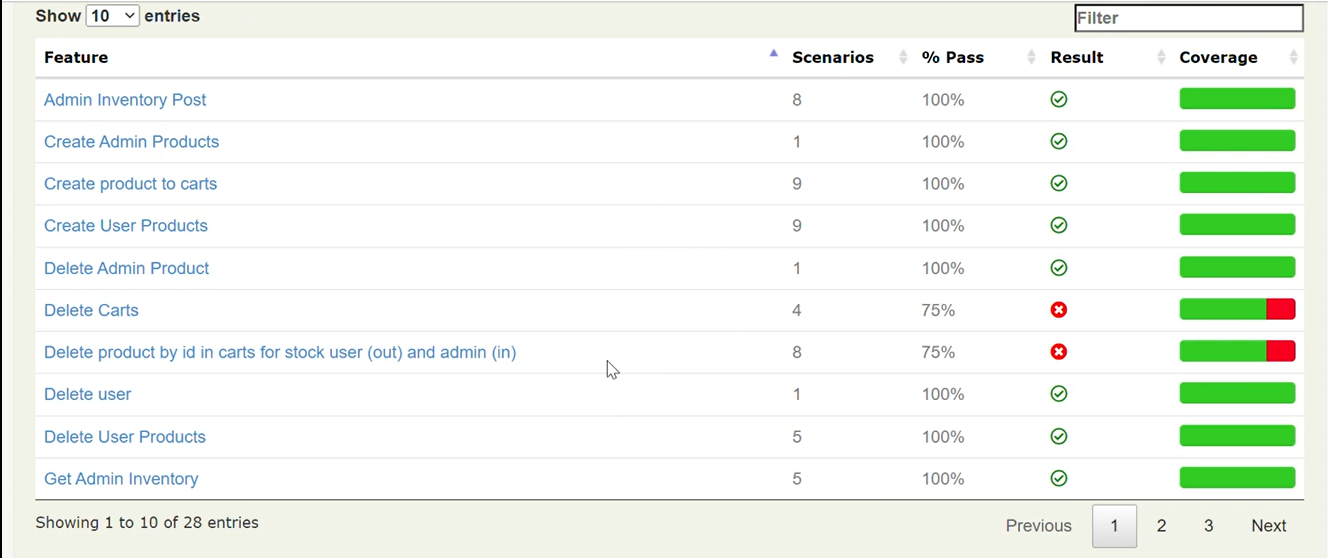 Show 10 entries
Filter
Feature Scenarios % Pass Result Coverage
Admin Inventory Post 8 100%
Create Admin Products 1 100%
Create product to carts 9 100%
Create User Products 9 100%
Delete Admin Product 1 100%
Delete Carts 4 75%
Delete product by id in carts for stock user (out) and admin (in) 8 75%
Delete user 1 100%
Delete User Products 5 100%
Get Admin Inventory 5 100%
Showing 1 to 10 of 28 entries
Previous 1 2 3 Next